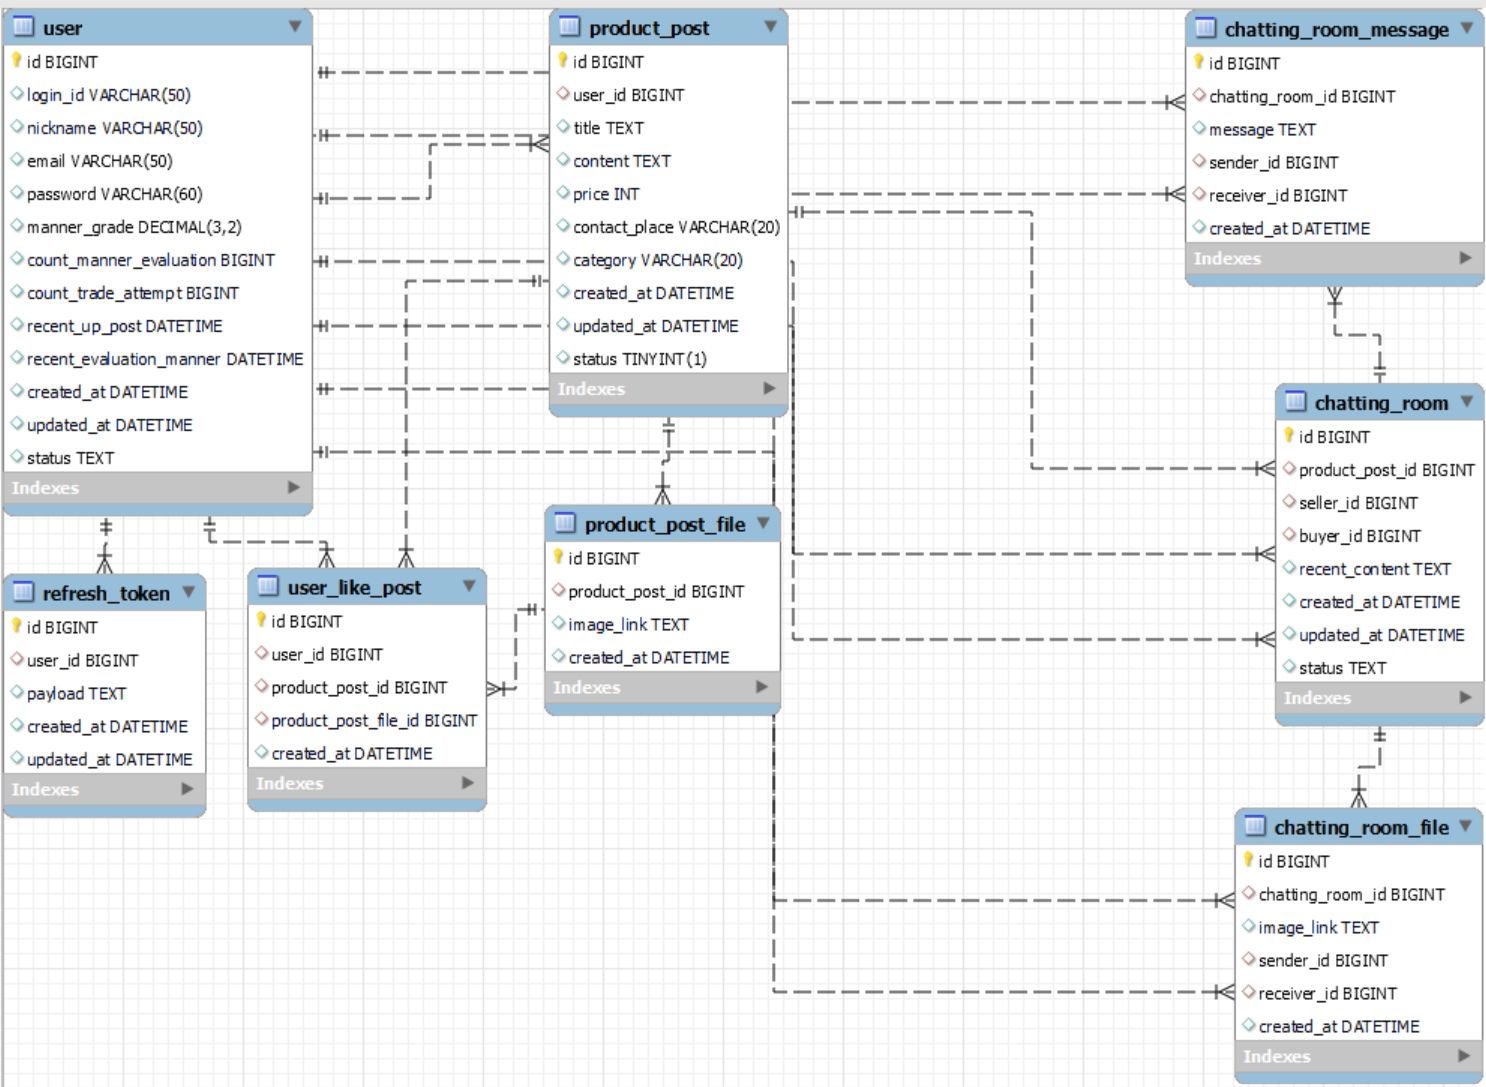 user
id BIGINT
login_id VARCHAR(50)
nickname VARCHAR(50)
email VARCHAR(50)
password VARCHAR(60)
manner_grade DECIMAL(3,2)
count_manner_evaluation BIGINT
count_trade_attempt BIGINT
recent_up_post DATETIME
recent_evaluation_manner DATETIME
created_at DATETIME
updated_at DATETIME
status TEXT
Indexes
product_post
id BIGINT
user_id BIGINT
title TEXT
content TEXT
price INT
contact_place VARCHAR(20)
category VARCHAR(20)
created_at DATETIME
updated_at DATETIME
status TINYINT(1)
Indexes
chatting_room_message
id BIGINT
chatting_room_id BIGINT
message TEXT
sender_id BIGINT
receiver_id BIGINT
created_at DATETIME
Indexes
chatting_room
id BIGINT
product_post_id BIGINT
seller_id BIGINT
buyer_id BIGINT
recent_content TEXT
created_at DATETIME
updated_at DATETIME
status TEXT
Indexes
refresh_token
id BIGINT
user_id BIGINT
payload TEXT
created_at DATETIME
updated_at DATETIME
Indexes
user_like_post
id BIGINT
user_id BIGINT
product_post_id BIGINT
product_post_file_id BIGINT
created_at DATETIME
Indexes
product_post_file
id BIGINT
product_post_id BIGINT
image_link TEXT
created_at DATETIME
Indexes
chatting_room_file
id BIGINT
chatting_room_id BIGINT
image_link TEXT
sender_id BIGINT
receiver_id BIGINT
created_at DATETIME
Indexes